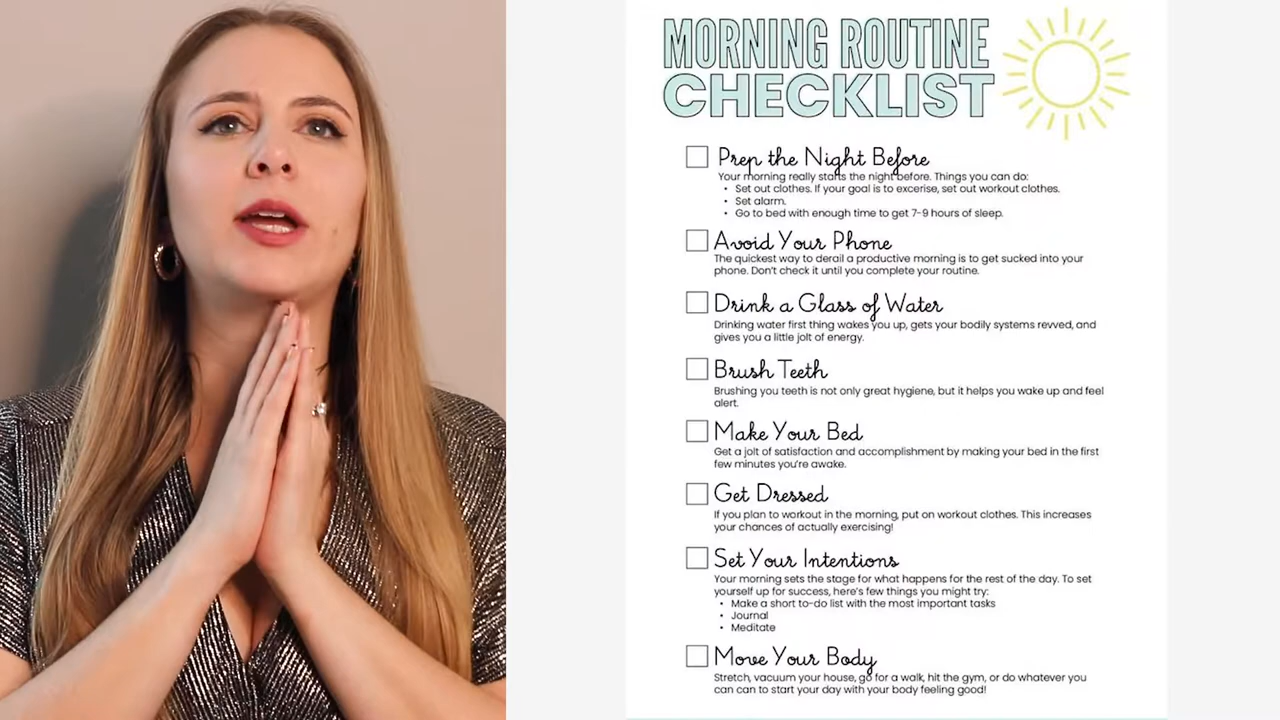 MORNING ROUTINE
CHECKLIST
Prep the Night Before
Your morning really starts the night before. Things you can do:
• Set out clothes. If your goal is to excerise, set out workout clothes.
• Set alarm.
• Go to bed with enough time to get 7-9 hours of sleep.
Avoid Your Phone
The quickest way to derail a productive morning is to get sucked into your
phone. Don't check it until you complete your routine.
Drink a Glass of Water
Drinking water first thing wakes you up, gets your bodily systems revved, and
gives you a little jolt of energy.
Brush Teeth
Brushing you teeth is not only great hygiene, but it helps you wake up and feel
alert.
Make Your Bed
Get a jolt of satisfaction and accomplishment by making your bed in the first
few minutes you're awake.
Get Dressed
If you plan to workout in the morning, put on workout clothes. This increases
your chances of actually exercising!
Set Your Intentions
Your morning sets the stage for what happens for the rest of the day. To set
yourself up for success, here's few things you might try:
• Make a short to-do list with the most important tasks
• Journal
• Meditate
Move Your Body
Stretch, vacuum your house, go for a walk, hit the gym, or do whatever you
can can to start your day with your body feeling good!